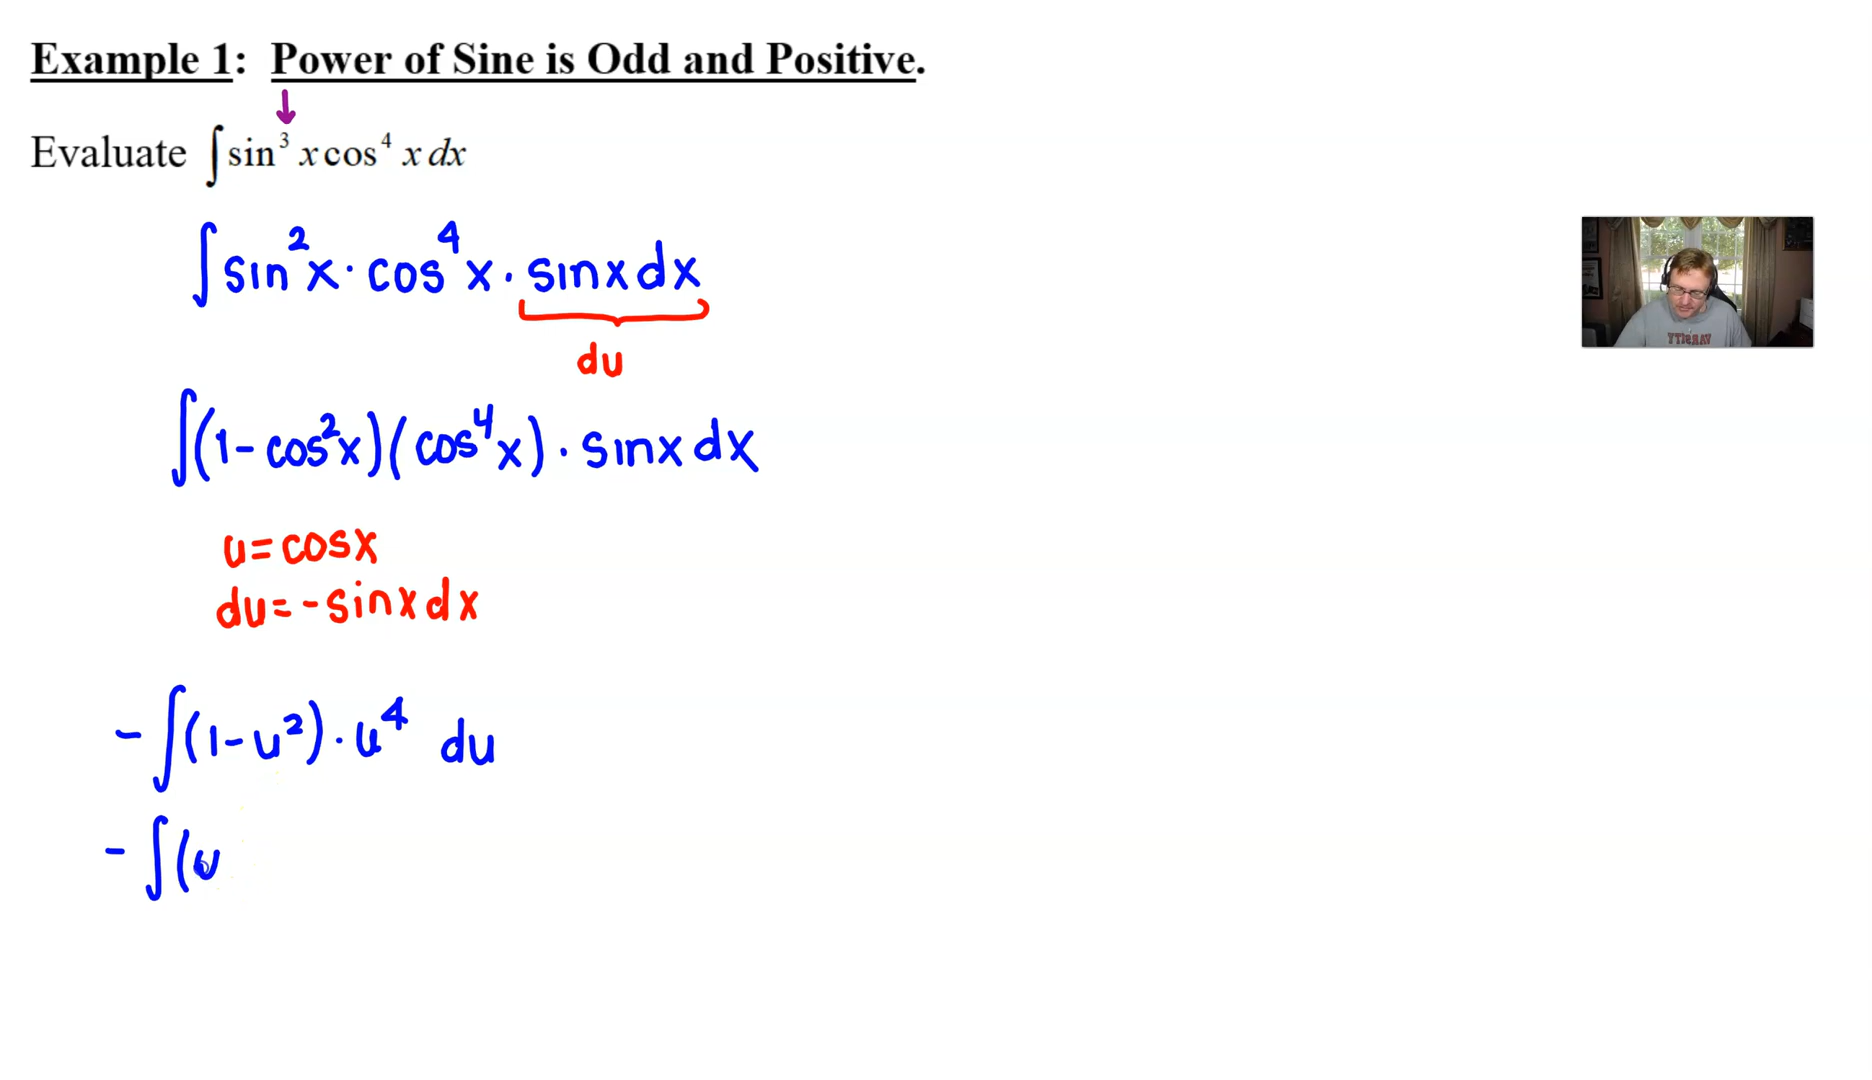 Example 1: Power of Sine is Odd and Positive.
Evaluate ∫sin³ x cos⁴ x dx
∫sin²x · cos⁴x · sinx dx
du
∫(1-cos²x)(cos⁴x) · sinx dx
u=cosx
du=-sinx dx
-∫(1-u²)·u⁴ du
-∫(u
VARSITY